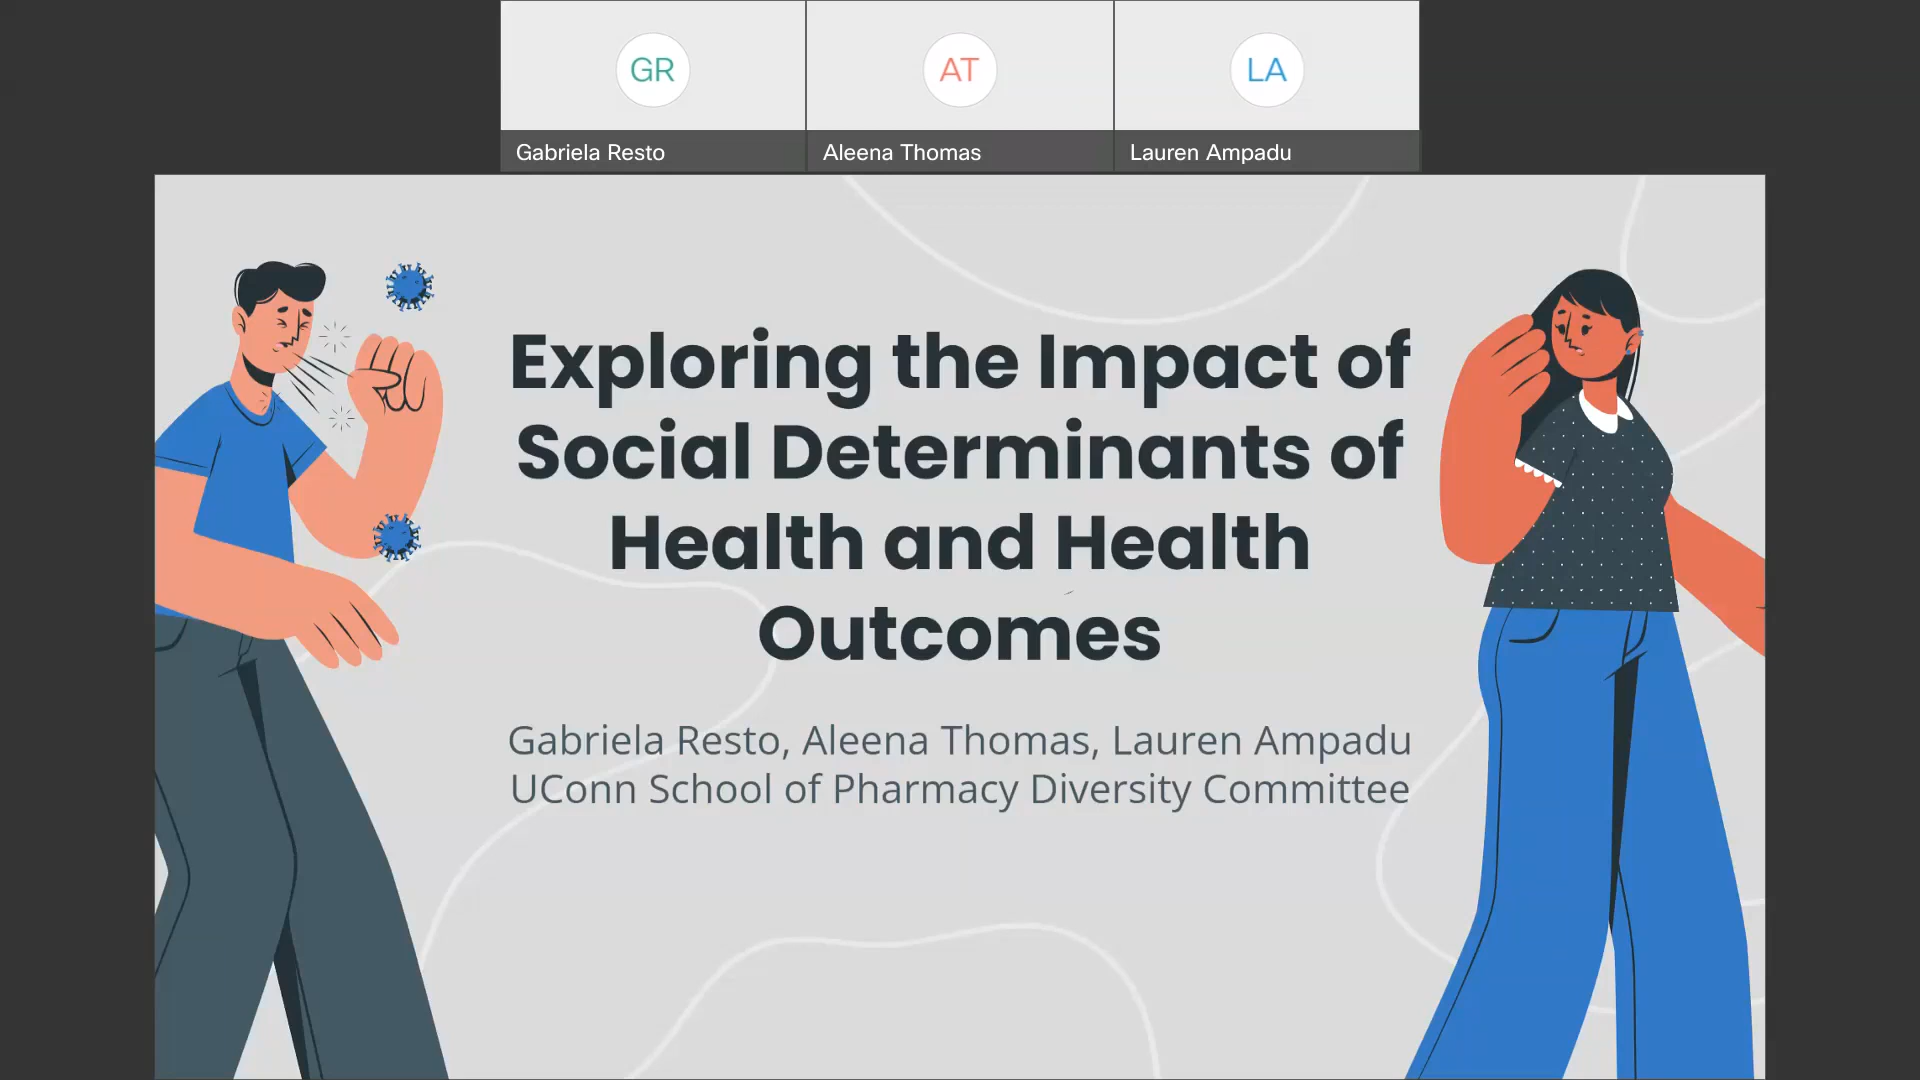 GR
AT
LA
Gabriela Resto
Aleena Thomas
Lauren Ampadu
Exploring the Impact of
Social Determinants of
Health and Health
Outcomes
Gabriela Resto, Aleena Thomas, Lauren Ampadu
UConn School of Pharmacy Diversity Committee